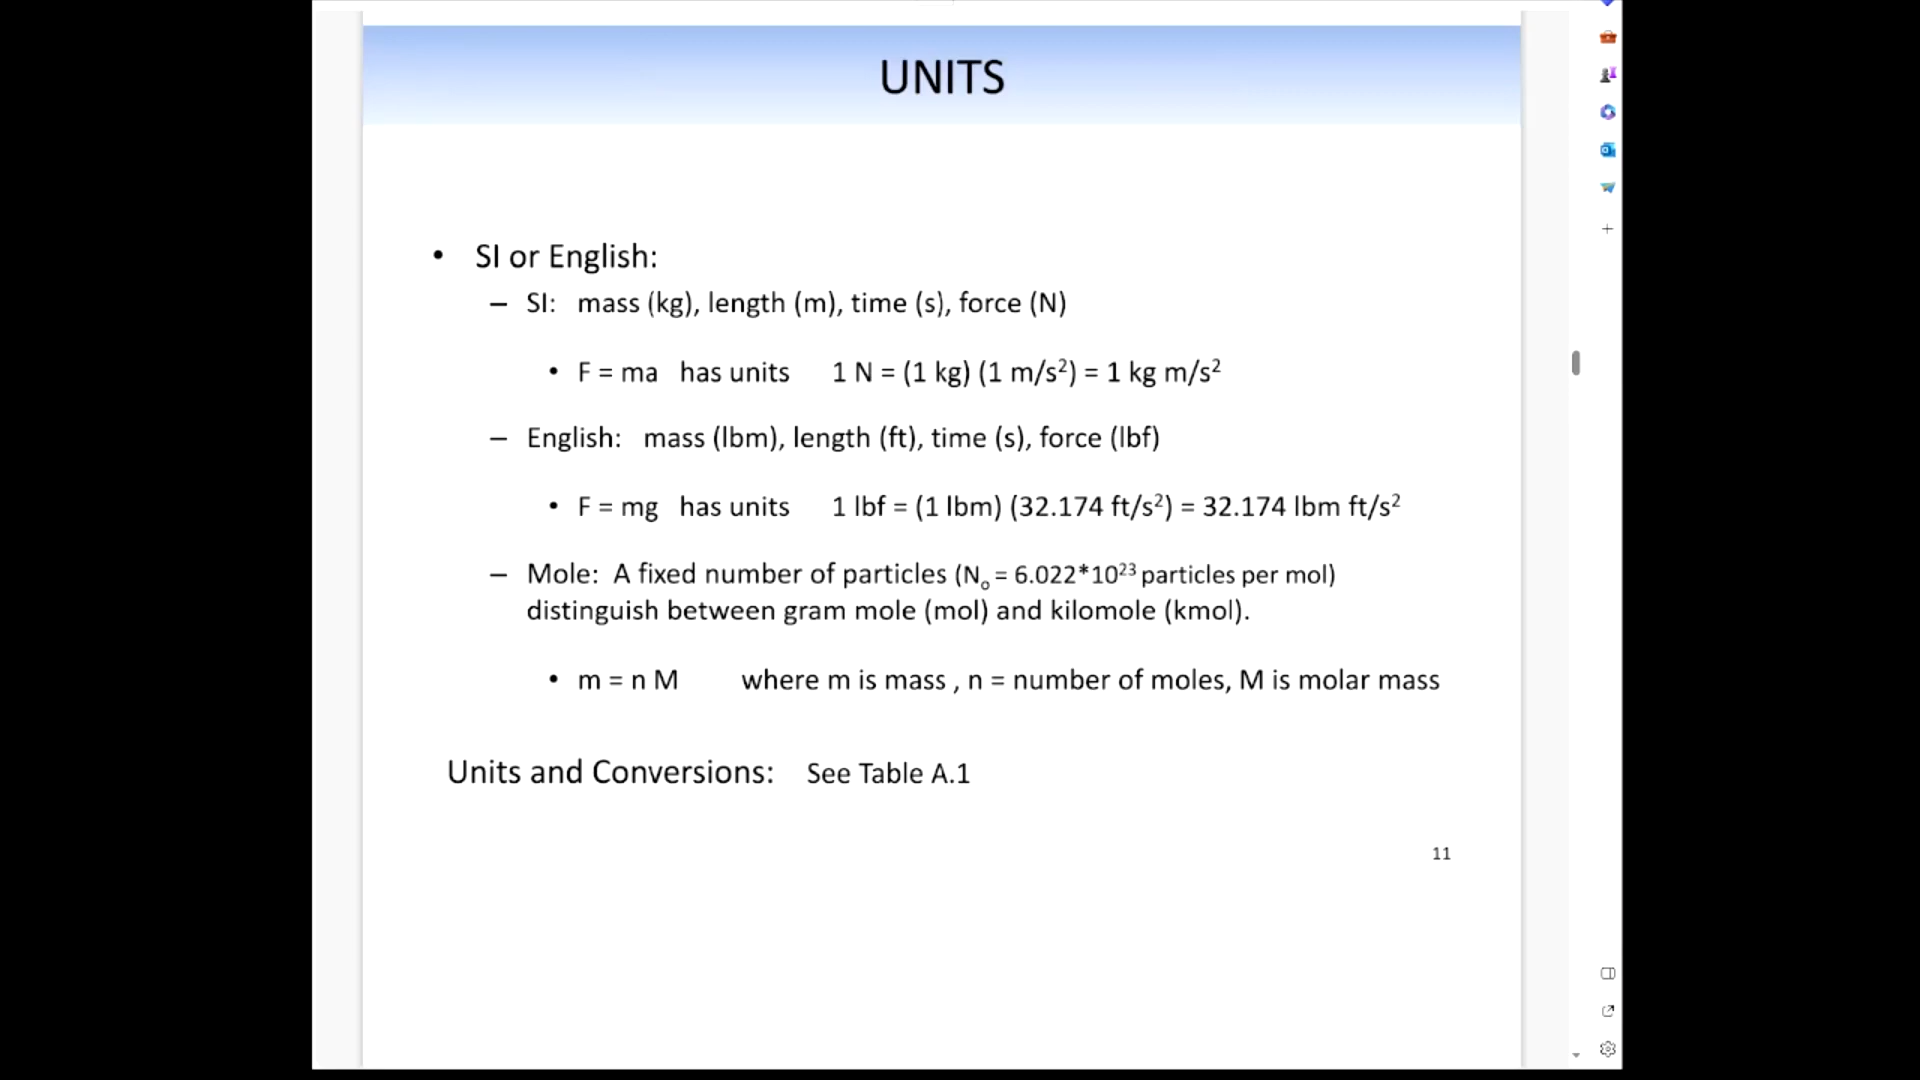 UNITS
• SI or English:
– SI: mass (kg), length (m), time (s), force (N)
• F = ma has units 1 N = (1 kg) (1 m/s²) = 1 kg m/s²
– English: mass (lbm), length (ft), time (s), force (lbf)
• F = mg has units 1 lbf = (1 lbm) (32.174 ft/s²) = 32.174 lbm ft/s²
– Mole: A fixed number of particles (Nₒ = 6.022*10²³ particles per mol)
distinguish between gram mole (mol) and kilomole (kmol).
• m = n M where m is mass , n = number of moles, M is molar mass
Units and Conversions: See Table A.1
11